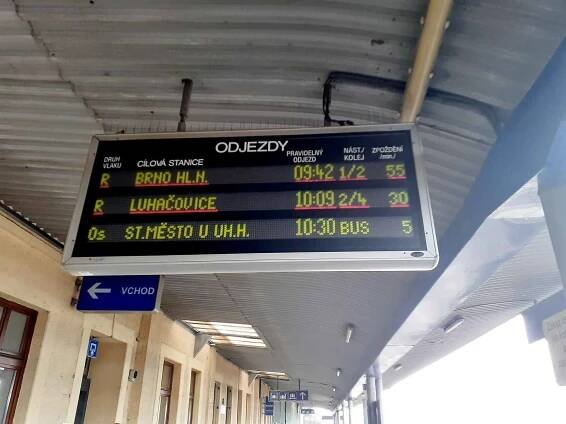 ODJEZDY
DRUH VLAKU CÍLOVÁ STANICE PRAVIDELNÝ ODJEZD NÁST./ KOLEJ ZPOŽDĚNÍ /min./
R BRNO HL.N. 09:42 1/2 55
R LUHAČOVICE 10:09 2/4 30
Os ST.MĚSTO U UH.H. 10:30 BUS 5
VCHOD